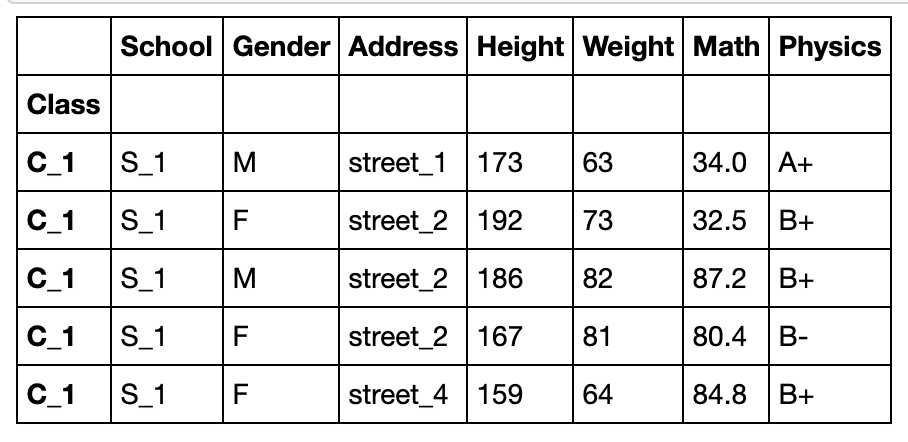 School Gender Address Height Weight Math Physics
Class
C_1 S_1 M street_1 173 63 34.0 A+
C_1 S_1 F street_2 192 73 32.5 B+
C_1 S_1 M street_2 186 82 87.2 B+
C_1 S_1 F street_2 167 81 80.4 B-
C_1 S_1 F street_4 159 64 84.8 B+